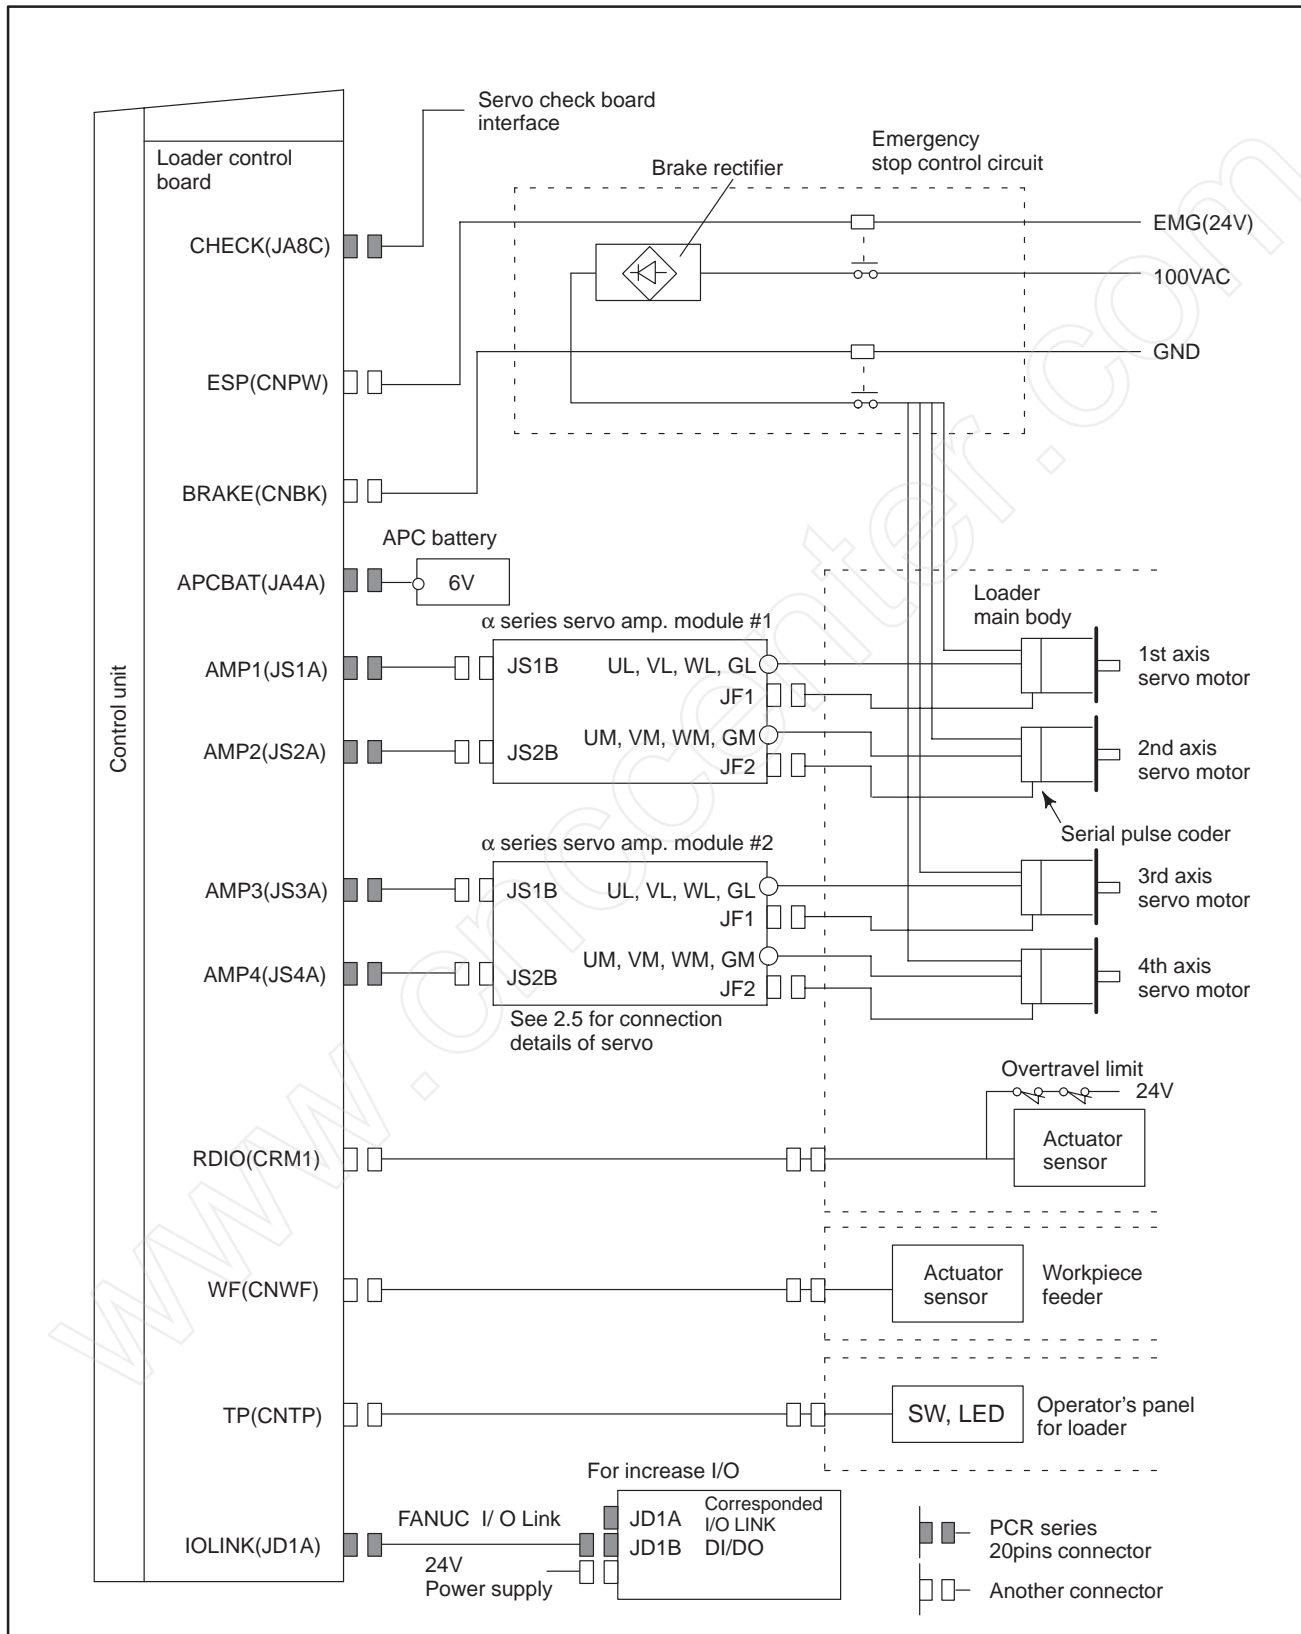 Servo check board
interface
Loader control
board
Brake rectifier
Emergency
stop control circuit
CHECK(JA8C)
EMG(24V)
100VAC
GND
ESP(CNPW)
BRAKE(CNBK)
APC battery
APCBAT(JA4A)
6V
α series servo amp. module #1
Loader
main body
AMP1(JS1A)
JS1B
UL, VL, WL, GL
JF1
1st axis
servo motor
Control unit
AMP2(JS2A)
JS2B
UM, VM, WM, GM
JF2
2nd axis
servo motor
Serial pulse coder
α series servo amp. module #2
AMP3(JS3A)
JS1B
UL, VL, WL, GL
JF1
3rd axis
servo motor
AMP4(JS4A)
JS2B
UM, VM, WM, GM
JF2
4th axis
servo motor
See 2.5 for connection
details of servo
Overtravel limit
24V
RDIO(CRM1)
Actuator
sensor
WF(CNWF)
Actuator
sensor
Workpiece
feeder
TP(CNTP)
SW, LED
Operator's panel
for loader
For increase I/O
IOLINK(JD1A)
FANUC I/ O Link
24V
Power supply
JD1A
JD1B
Corresponded
I/O LINK
DI/DO
PCR series
20pins connector
Another connector
www.cnccenter.com